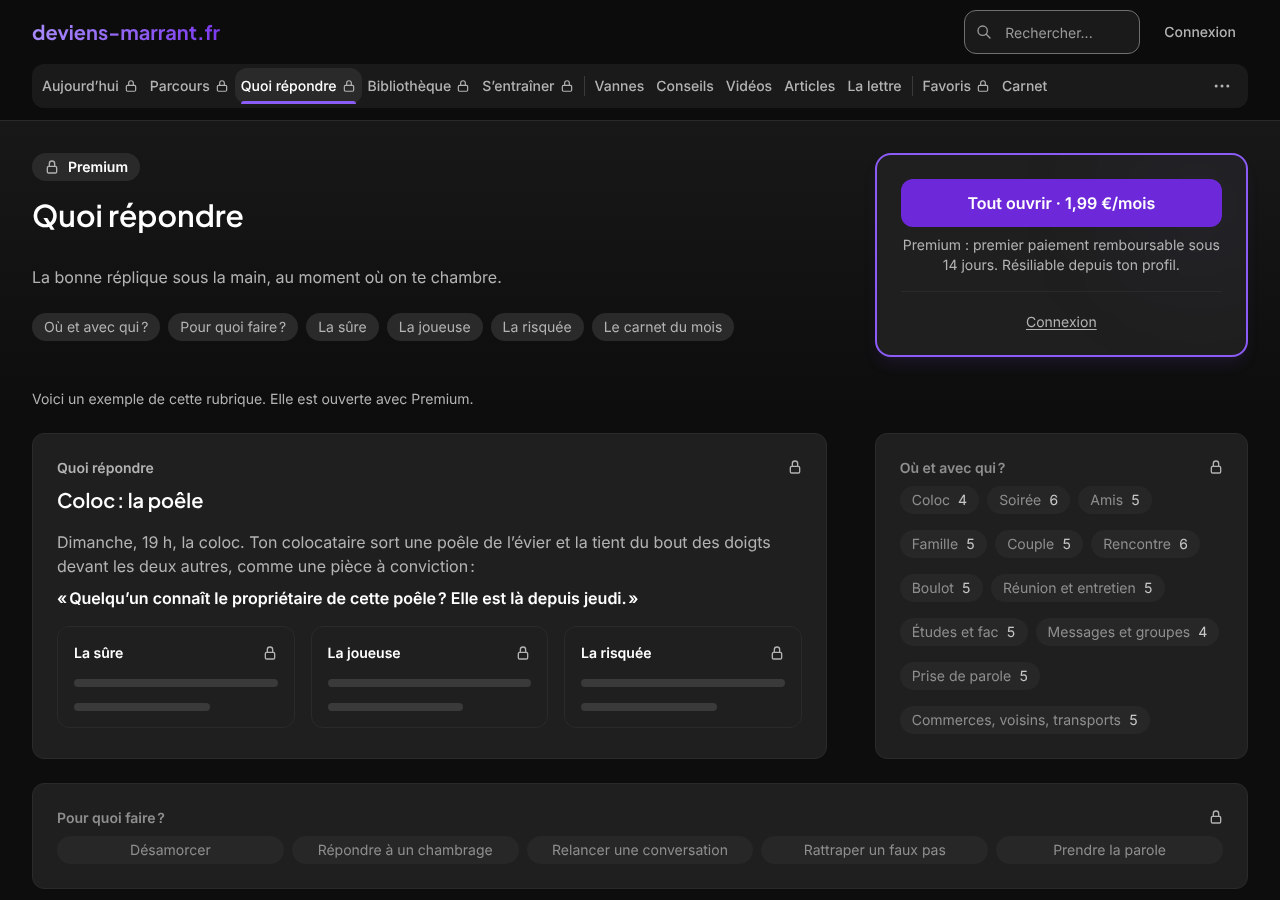 deviens-marrant.fr
Rechercher...
Connexion
Aujourd’hui
Parcours
Quoi répondre
Bibliothèque
S’entraîner
Vannes
Conseils
Vidéos
Articles
La lettre
Favoris
Carnet
Premium
Quoi répondre
La bonne réplique sous la main, au moment où on te chambre.
Où et avec qui ?
Pour quoi faire ?
La sûre
La joueuse
La risquée
Le carnet du mois
Tout ouvrir · 1,99 €/mois
Premium : premier paiement remboursable sous
14 jours. Résiliable depuis ton profil.
Connexion
Voici un exemple de cette rubrique. Elle est ouverte avec Premium.
Quoi répondre
Coloc : la poêle
Dimanche, 19 h, la coloc. Ton colocataire sort une poêle de l’évier et la tient du bout des doigts
devant les deux autres, comme une pièce à conviction :
« Quelqu’un connaît le propriétaire de cette poêle ? Elle est là depuis jeudi. »
La sûre
La joueuse
La risquée
Où et avec qui ?
Coloc 4
Soirée 6
Amis 5
Famille 5
Couple 5
Rencontre 6
Boulot 5
Réunion et entretien 5
Études et fac 5
Messages et groupes 4
Prise de parole 5
Commerces, voisins, transports 5
Pour quoi faire ?
Désamorcer
Répondre à un chambrage
Relancer une conversation
Rattraper un faux pas
Prendre la parole